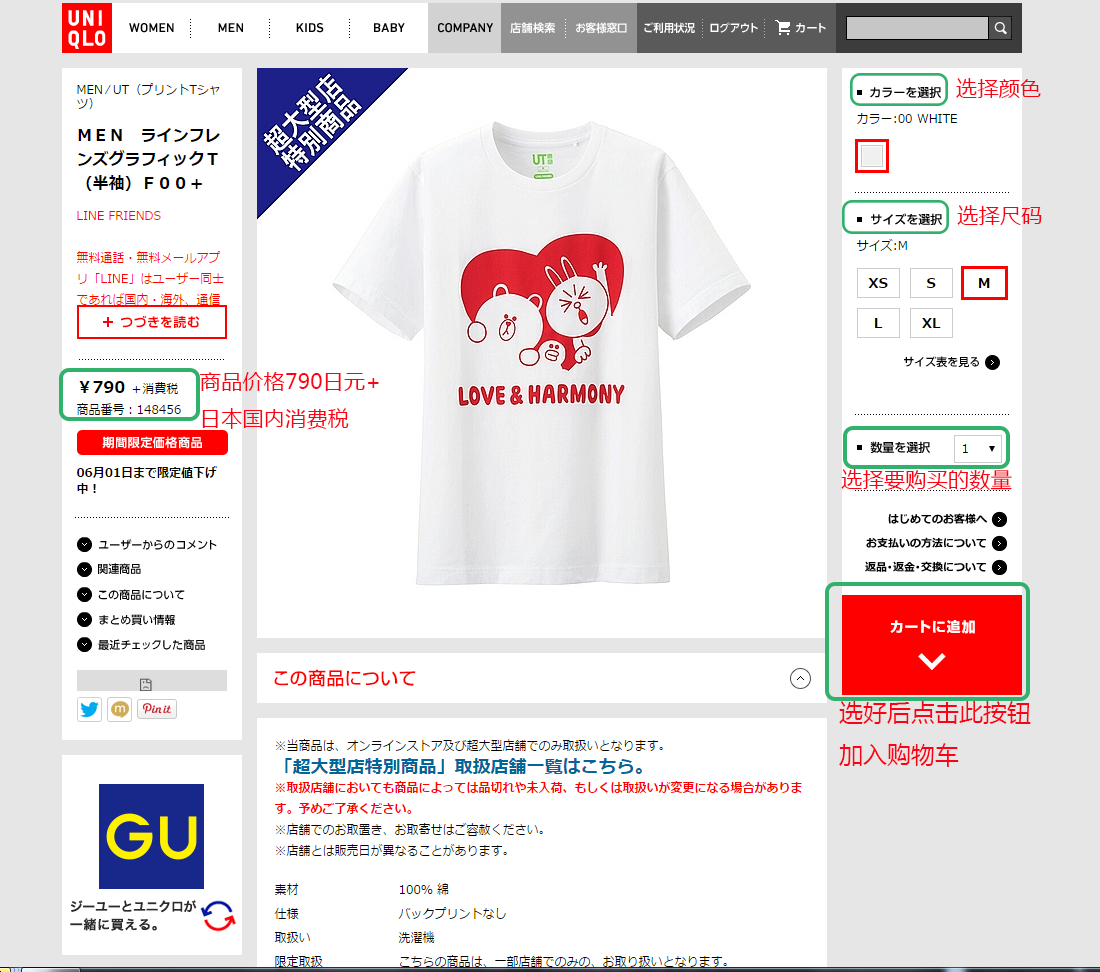 UNI
QLO
WOMEN
MEN
KIDS
BABY
COMPANY
店舗検索
お客様窓口
ご利用状況
ログアウト
カート
MEN/UT（プリントTシャ
ツ）
ＭＥＮ　ラインフレ
ンズグラフィックＴ
（半袖）Ｆ００＋
LINE FRIENDS
無料通話・無料メールアプ
リ「LINE」はユーザー同士
であれば国内・海外、通信
+ つづきを読む
￥790 +消費税
商品番号：148456
商品价格790日元+
日本国内消费税
期間限定価格商品
06月01日まで限定値下げ
中！
ユーザーからのコメント
関連商品
この商品について
まとめ買い情報
最近チェックした商品
Pin it
GU
ジーユーとユニクロが
一緒に買える。
超大型店
特別商品
UT
LOVE & HARMONY
カラーを選択
选择颜色
カラー:00 WHITE
サイズを選択
选择尺码
サイズ:M
XS
S
M
L
XL
サイズ表を見る
数量を選択
1
选择要购买的数量
はじめてのお客様へ
お支払いの方法について
返品・返金・交換について
カートに追加
选好后点击此按钮
加入购物车
この商品について
※当商品は、オンラインストア及び超大型店舗でのみ取扱いとなります。
「超大型店特別商品」取扱店舗一覧はこちら。
※取扱店舗においても商品によっては品切れや未入荷、もしくは取扱いが変更になる場合がありま
す。予めご了承ください。
※店舗でのお取置き、お取寄せはご容赦ください。
※店舗とは販売日が異なることがあります。
素材
100% 綿
仕様
バックプリントなし
取扱い
洗濯機
限定取扱
こちらの商品は、一部店舗でのみの、お取り扱いとなります。